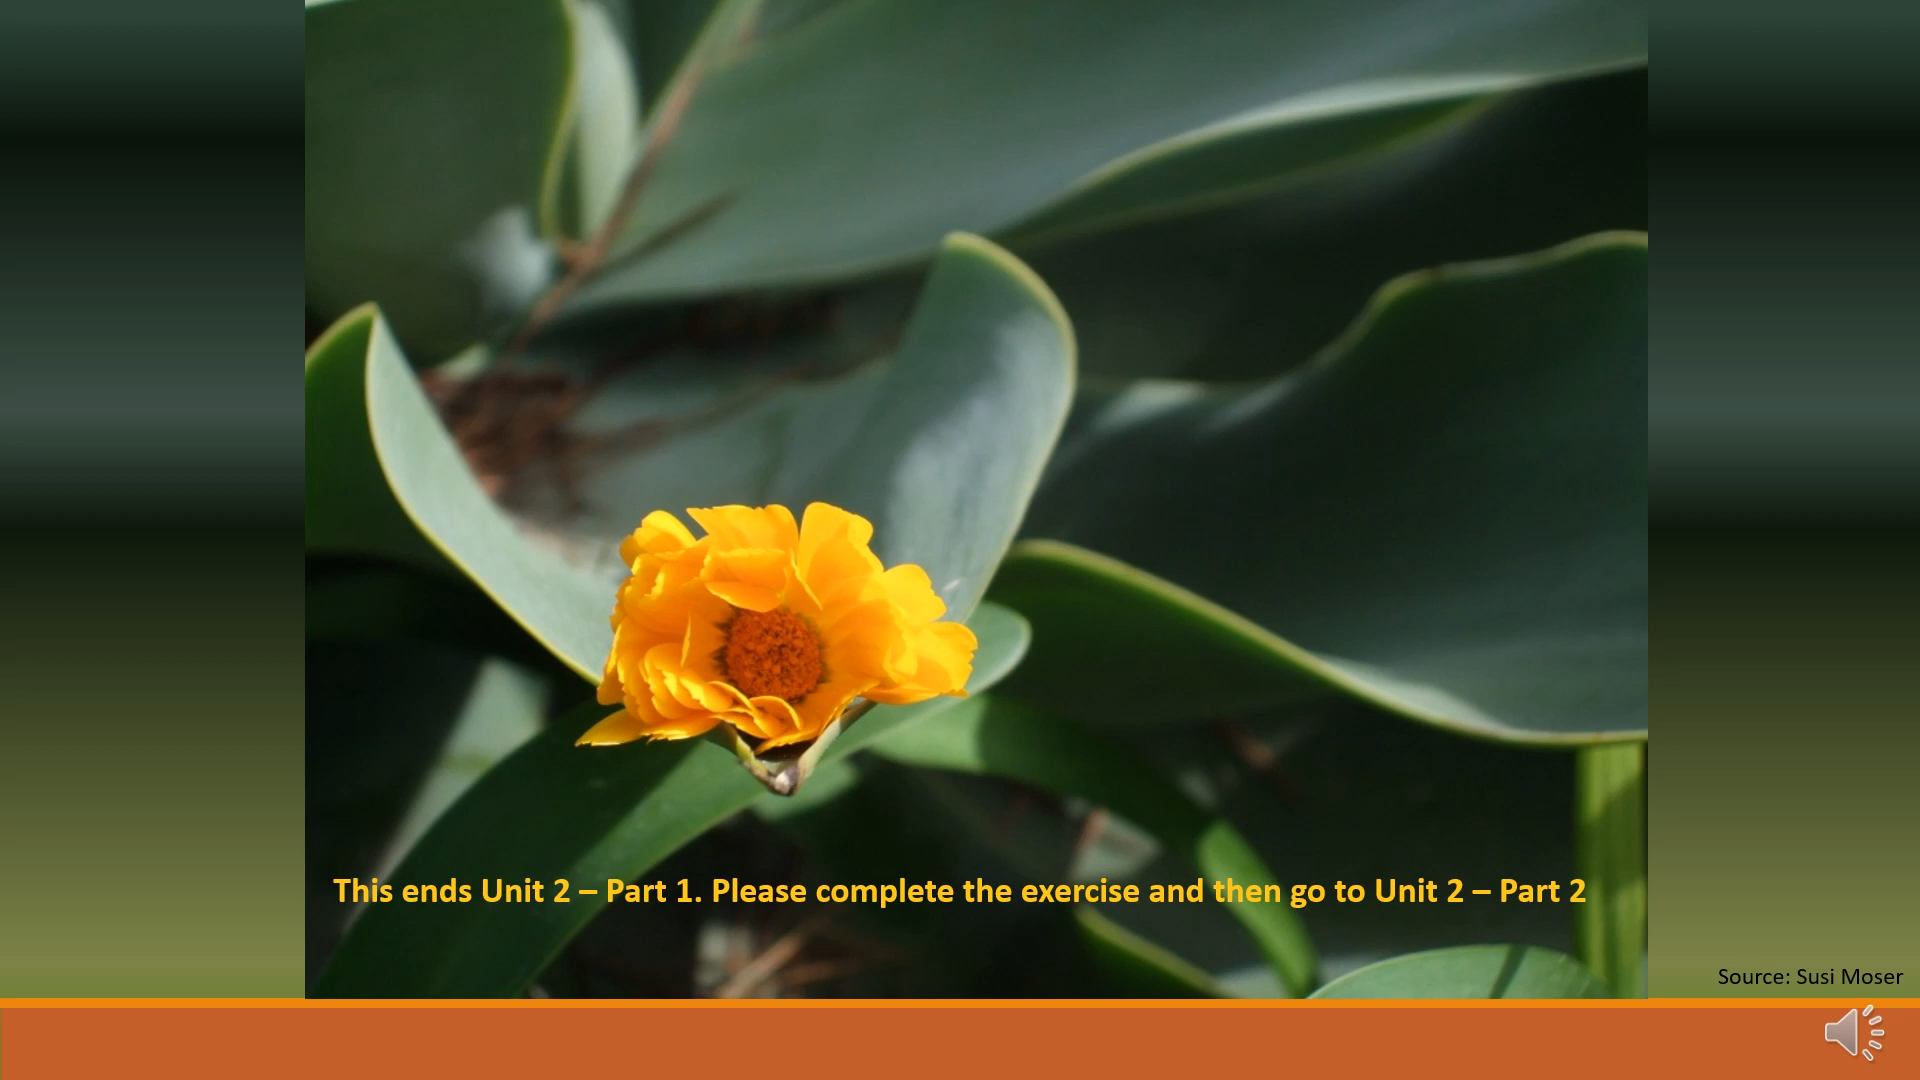 This ends Unit 2 – Part 1. Please complete the exercise and then go to Unit 2 – Part 2
Source: Susi Moser